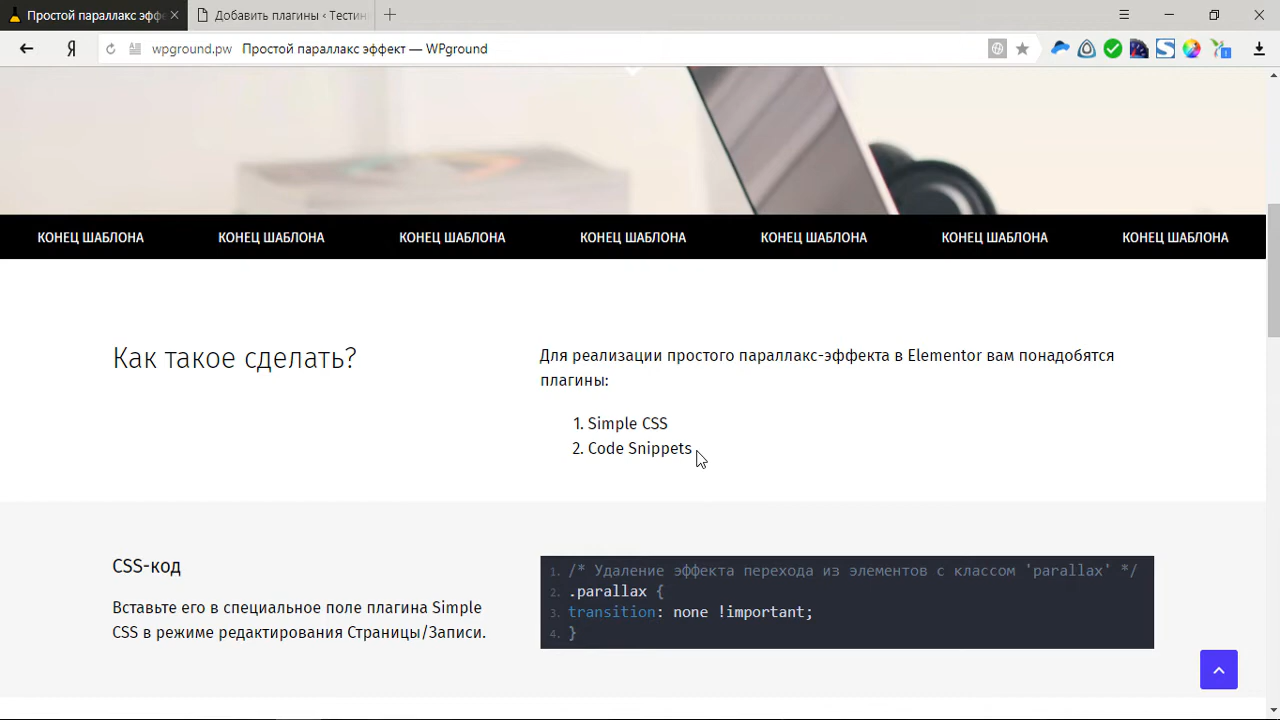 Простой параллакс эффе
Добавить плагины ‹ Тестин
wpground.pw Простой параллакс эффект — WPground
КОНЕЦ ШАБЛОНА КОНЕЦ ШАБЛОНА КОНЕЦ ШАБЛОНА КОНЕЦ ШАБЛОНА КОНЕЦ ШАБЛОНА КОНЕЦ ШАБЛОНА КОНЕЦ ШАБЛОНА
Как такое сделать?
Для реализации простого параллакс-эффекта в Elementor вам понадобятся
плагины:
1. Simple CSS
2. Code Snippets
CSS-код
Вставьте его в специальное поле плагина Simple
CSS в режиме редактирования Страницы/Записи.
1. /* Удаление эффекта перехода из элементов с классом 'parallax' */
2. .parallax {
3. transition: none !important;
4. }